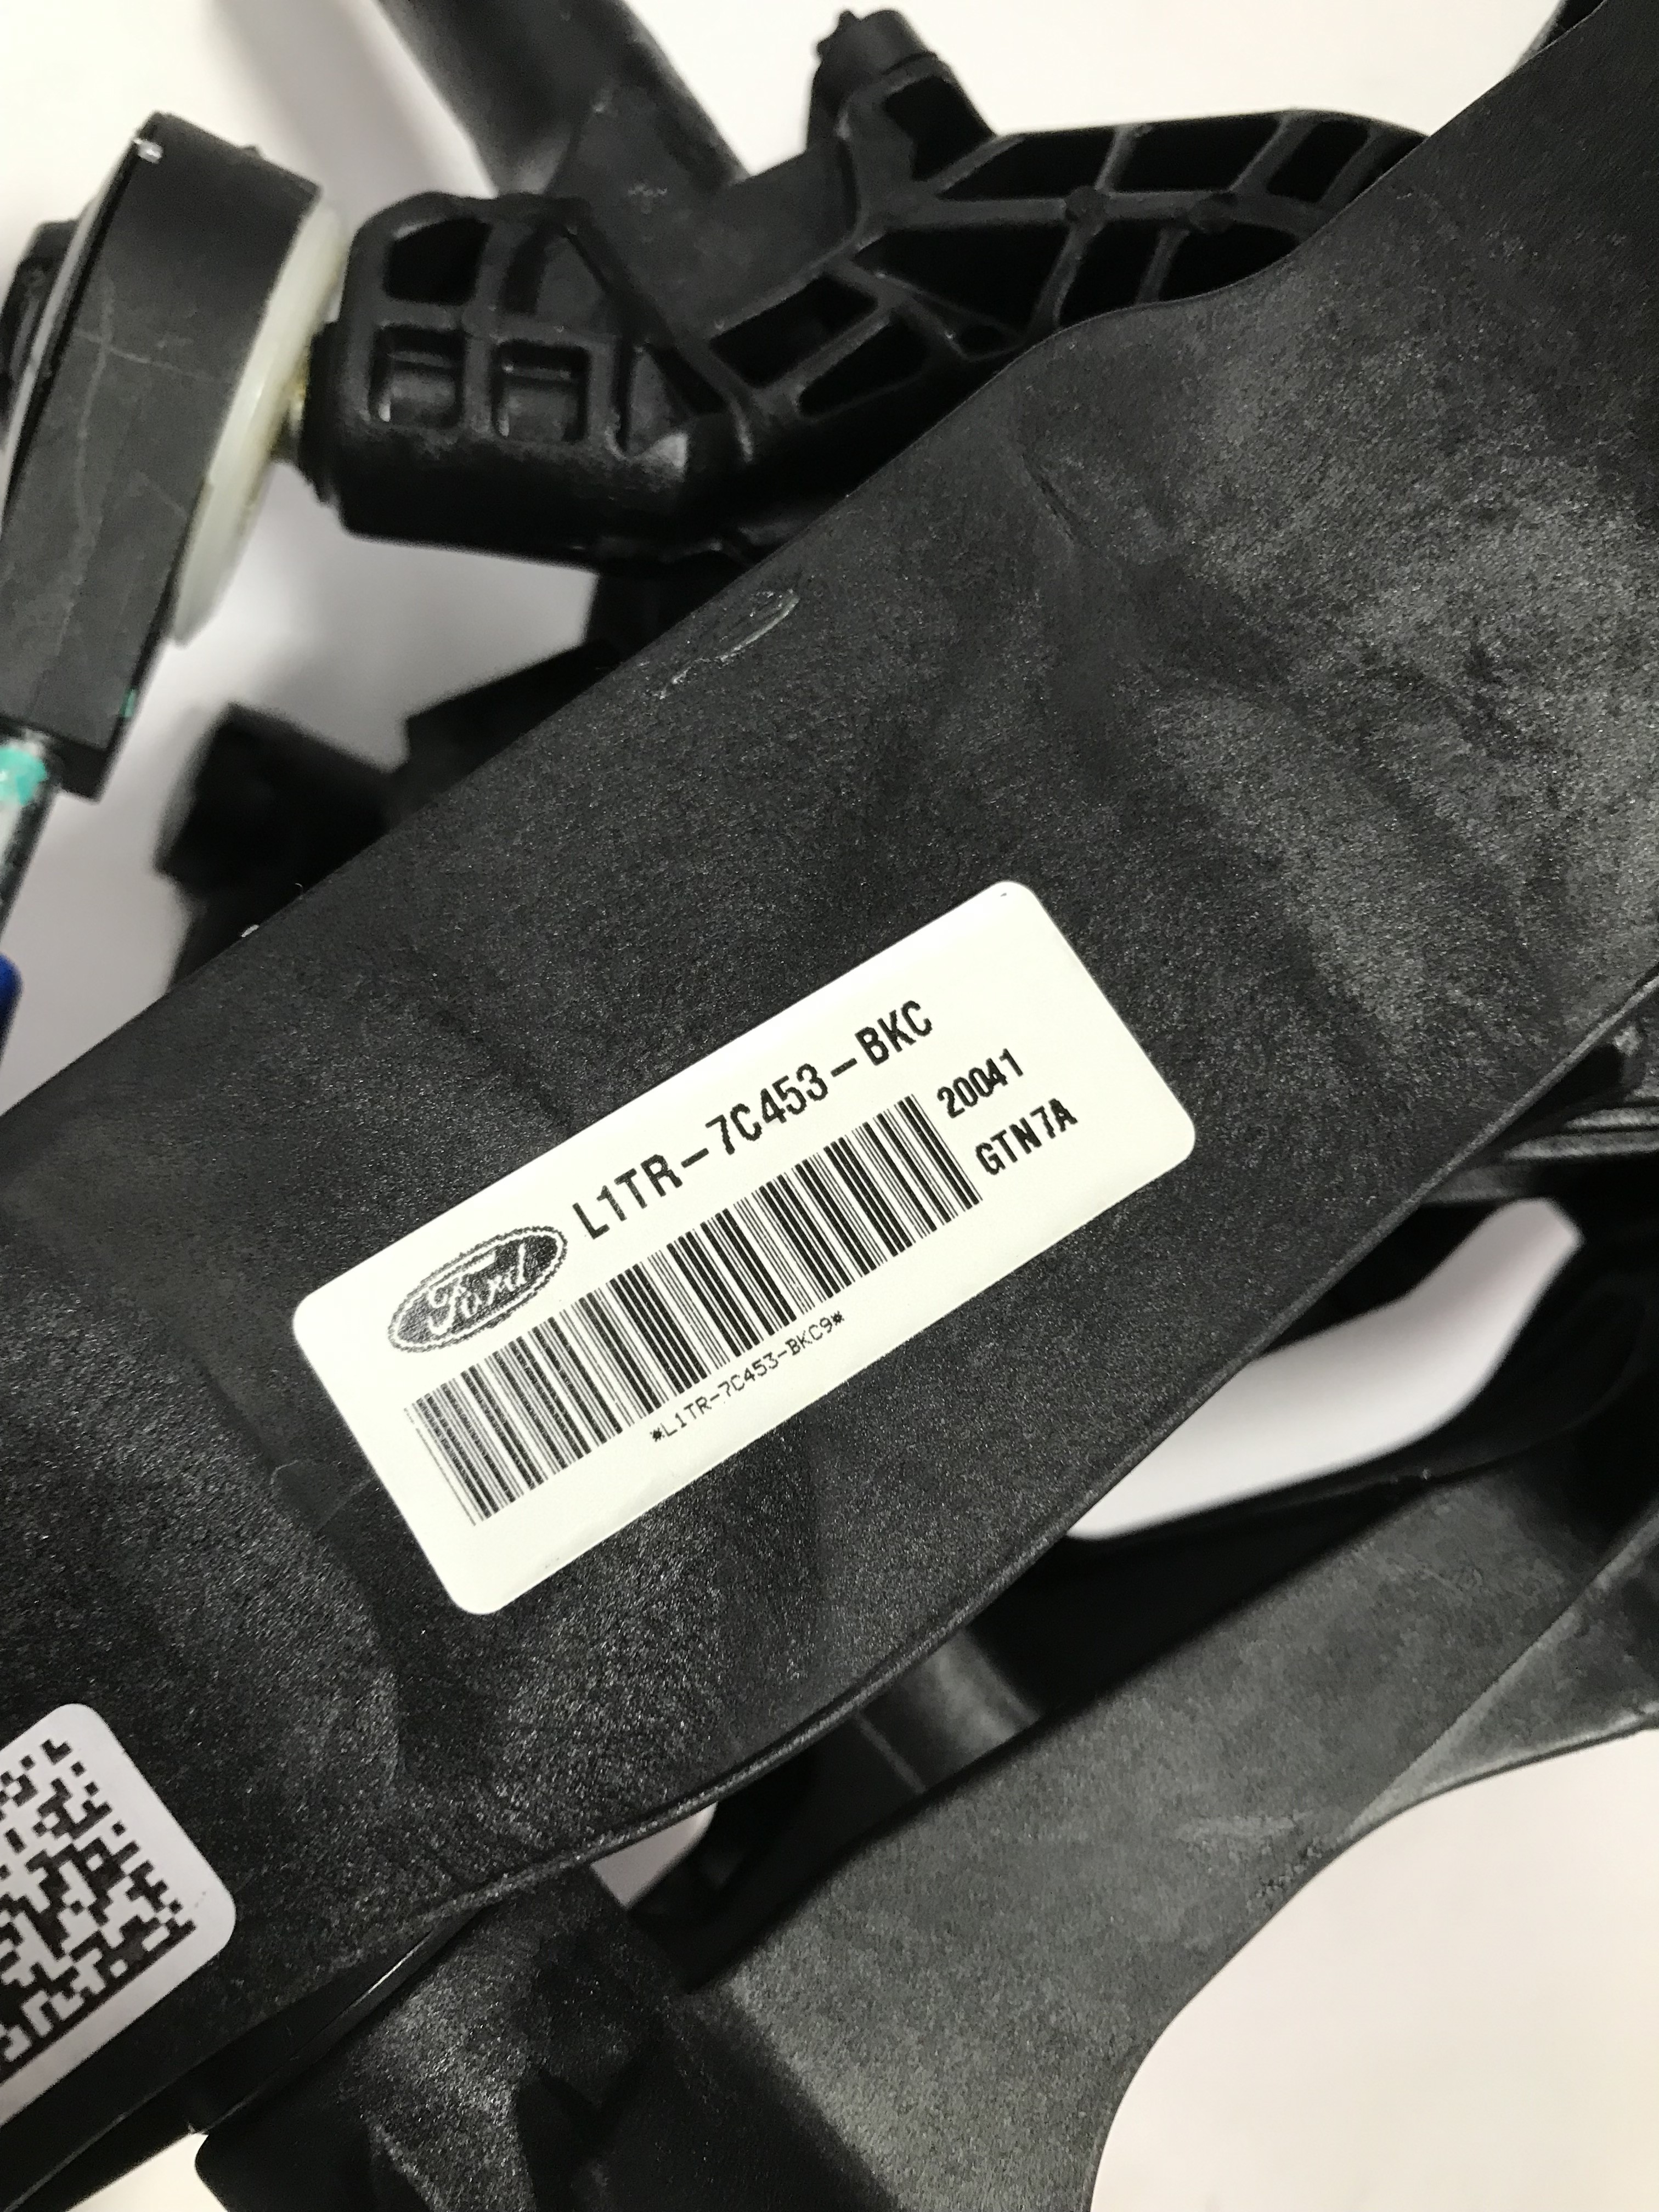 Ford
L1TR-7C453-BKC
20041
GTN7A
*L1TR-7C453-BKC9*